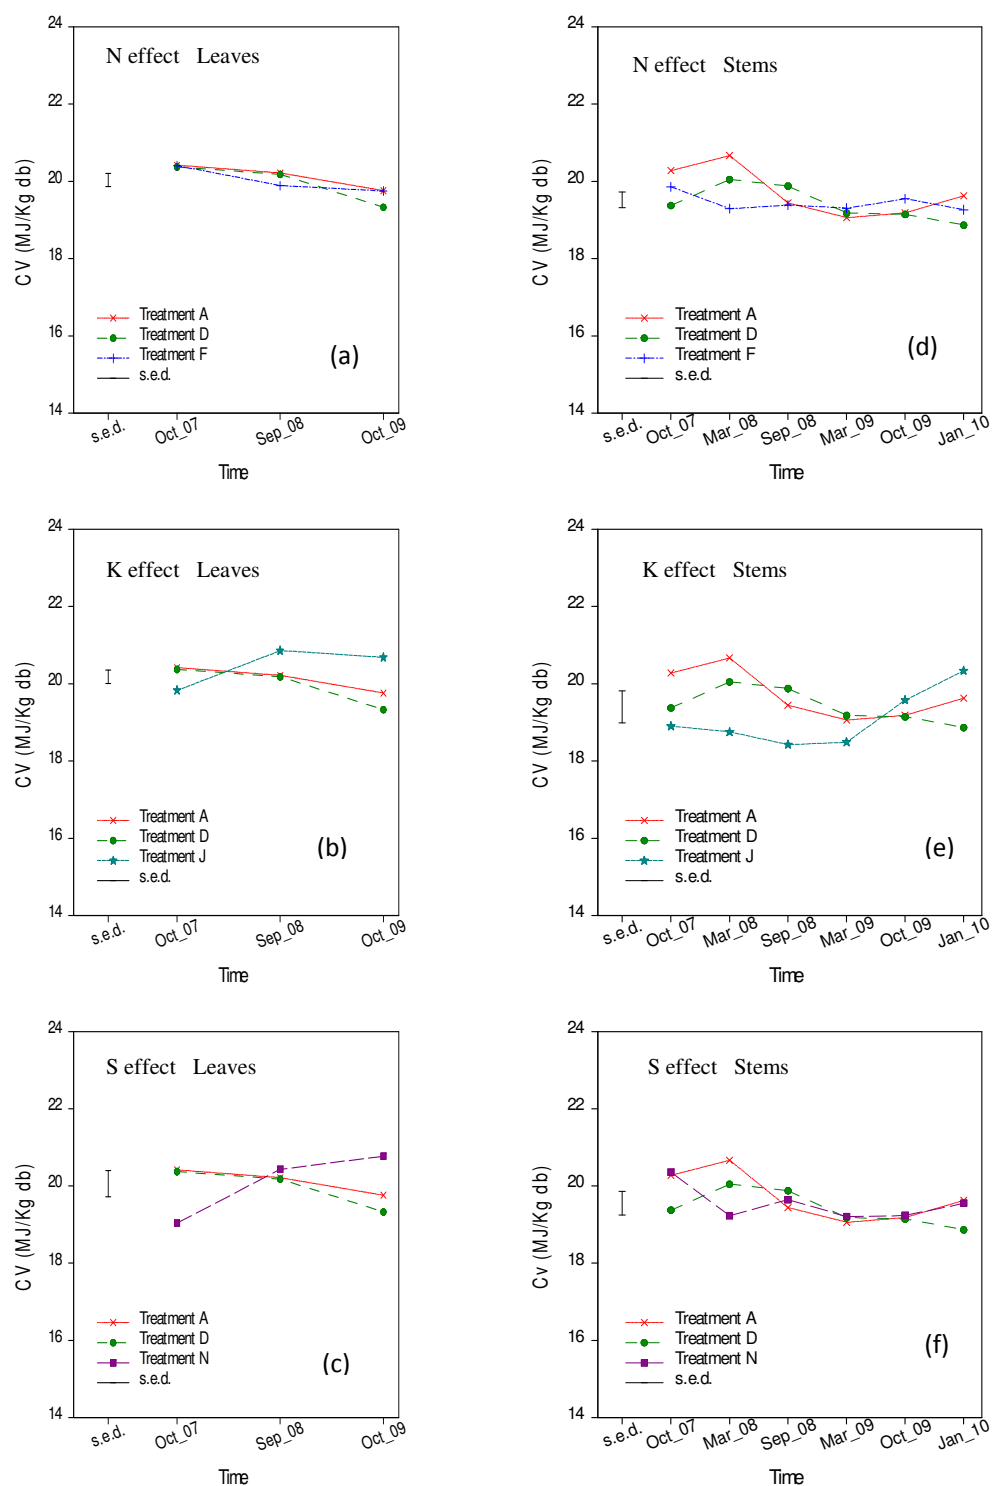 N effect Leaves
24
22
20
18
16
14
CV (MJ/Kg db)
Treatment A
Treatment D
Treatment F
s.e.d.
(a)
s.e.d. Oct_07 Sep_08 Oct_09
Time
N effect Stems
24
22
20
18
16
14
CV (MJ/Kg db)
Treatment A
Treatment D
Treatment F
s.e.d.
(d)
s.e.d. Oct_07 Mar_08 Sep_08 Mar_09 Oct_09 Jan_10
Time
K effect Leaves
24
22
20
18
16
14
CV (MJ/Kg db)
Treatment A
Treatment D
Treatment J
s.e.d.
(b)
s.e.d. Oct_07 Sep_08 Oct_09
Time
K effect Stems
24
22
20
18
16
14
CV (MJ/Kg db)
Treatment A
Treatment D
Treatment J
s.e.d.
(e)
s.e.d. Oct_07 Mar_08 Sep_08 Mar_09 Oct_09 Jan_10
Time
S effect Leaves
24
22
20
18
16
14
CV (MJ/Kg db)
Treatment A
Treatment D
Treatment N
s.e.d.
(c)
s.e.d. Oct_07 Sep_08 Oct_09
Time
S effect Stems
24
22
20
18
16
14
Cv (MJ/Kg db)
Treatment A
Treatment D
Treatment N
s.e.d.
(f)
s.e.d. Oct_07 Mar_08 Sep_08 Mar_09 Oct_09 Jan_10
Time